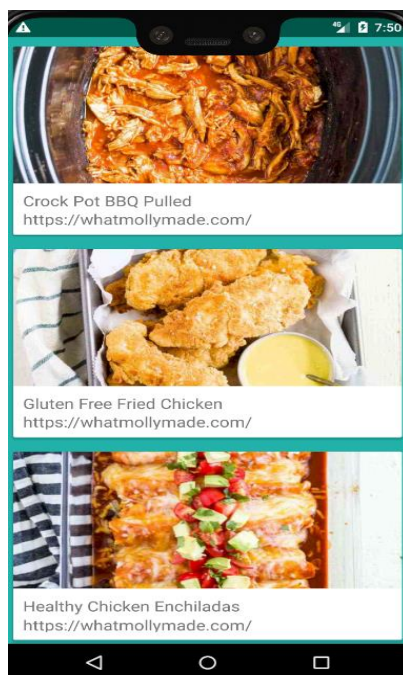 4G 7:50
Crock Pot BBQ Pulled
https://whatmollymade.com/
Gluten Free Fried Chicken
https://whatmollymade.com/
Healthy Chicken Enchiladas
https://whatmollymade.com/